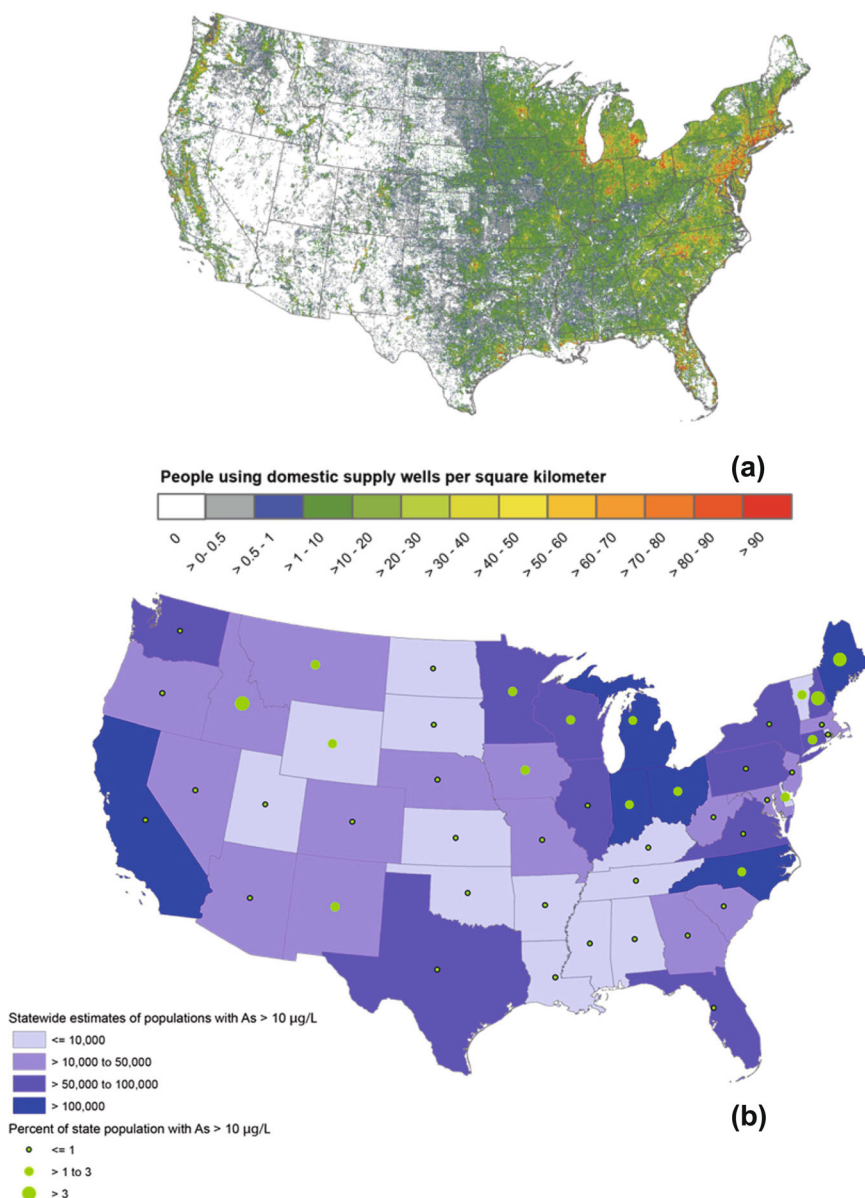 (a)
People using domestic supply wells per square kilometer
0
> 0- 0.5
> 0.5 - 1
> 1 - 10
>10 - 20
> 20 - 30
> 30 - 40
> 40 - 50
> 50 - 60
> 60 - 70
> 70 - 80
> 80 - 90
> 90
Statewide estimates of populations with As > 10 µg/L
<= 10,000
> 10,000 to 50,000
> 50,000 to 100,000
> 100,000
(b)
Percent of state population with As > 10 µg/L
<= 1
> 1 to 3
> 3